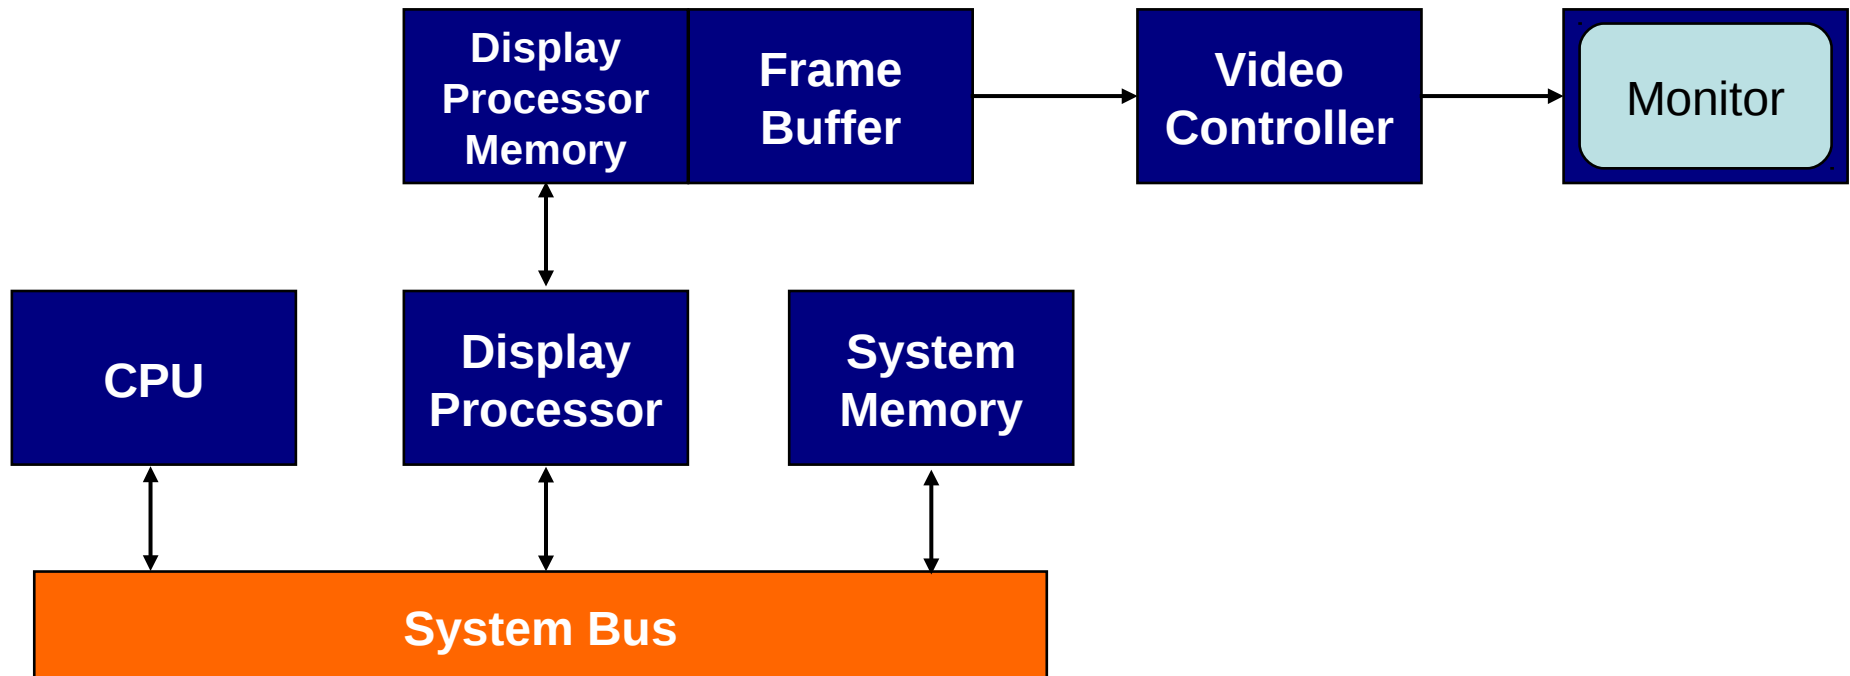 Display
Processor
Memory
Frame
Buffer
Video
Controller
Monitor
CPU
Display
Processor
System
Memory
System Bus